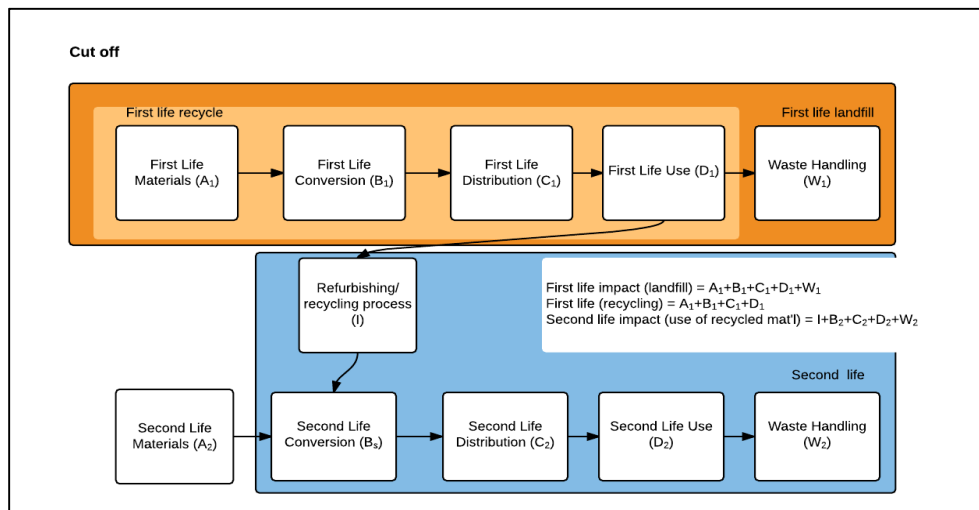 Cut off
First life recycle
First life landfill
First Life
Materials (A₁)
First Life
Conversion (B₁)
First Life
Distribution (C₁)
First Life Use (D₁)
Waste Handling
(W₁)
Refurbishing/
recycling process
(I)
First life impact (landfill) = A₁+B₁+C₁+D₁+W₁
First life (recycling) = A₁+B₁+C₁+D₁
Second life impact (use of recycled mat'l) = I+B₂+C₂+D₂+W₂
Second life
Second Life
Materials (A₂)
Second Life
Conversion (Bₛ)
Second Life
Distribution (C₂)
Second Life Use
(D₂)
Waste Handling
(W₂)